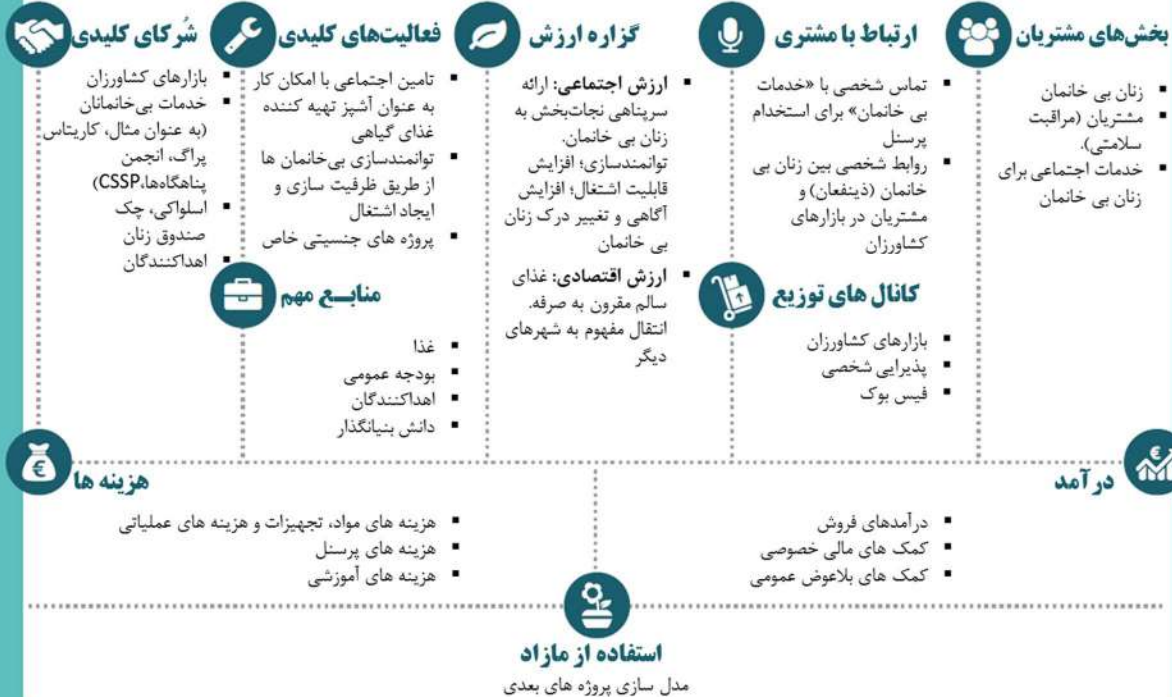 بخش‌های مشتریان
زنان بی خانمان
مشتریان (مراقبت
سلامتی).
خدمات اجتماعی برای
زنان بی خانمان
ارتباط با مشتری
تماس شخصی با «خدمات
بی خانمان» برای استخدام
پرسنل
روابط شخصی بین زنان بی
خانمان (ذینفعان) و
مشتریان در بازارهای
کشاورزان
کانال های توزیع
بازارهای کشاورزان
پذیرایی شخصی
فیس بوک
گزاره ارزش
ارزش اجتماعی: ارائه
سرپناهی نجات‌بخش به
زنان بی خانمان.
توانمندسازی؛ افزایش
قابلیت اشتغال؛ افزایش
آگاهی و تغییر درک زنان
بی خانمان
ارزش اقتصادی: غذای
سالم مقرون به صرفه.
انتقال مفهوم به شهرهای
دیگر
فعالیت‌های کلیدی
تامین اجتماعی با امکان کار
به عنوان آشپز تهیه کننده
غذای گیاهی
توانمندسازی بی‌خانمان ها
از طریق ظرفیت سازی و
ایجاد اشتغال
پروژه های جنسیتی خاص
منابـع مهم
غذا
بودجه عمومی
اهداکنندگان
دانش بنیانگذار
شُرکای کلیدی
بازارهای کشاورزان
خدمات بی‌خانمانان
(به عنوان مثال، کاریتاس
پراگ، انجمن
پناهگاه‌ها،CSSP)
اسلواکی، چک
صندوق زنان
اهداکنندگان
درآمد
درآمدهای فروش
کمک های مالی خصوصی
کمک های بلاعوض عمومی
هزینه ها
هزینه های مواد، تجهیزات و هزینه های عملیاتی
هزینه های پرسنل
هزینه های آموزشی
استفاده از مازاد
مدل سازی پروژه های بعدی